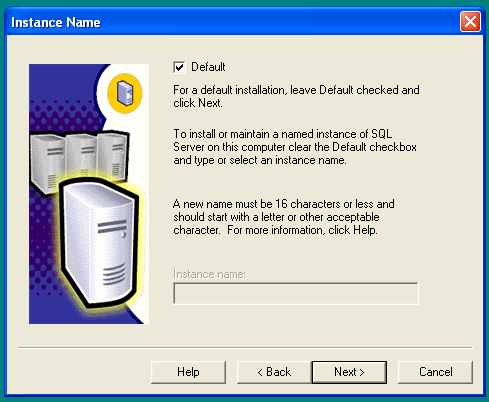 Instance Name
Default
For a default installation, leave Default checked and
click Next.
To install or maintain a named instance of SQL
Server on this computer clear the Default checkbox
and type or select an instance name.
A new name must be 16 characters or less and
should start with a letter or other acceptable
character.  For more information, click Help.
Instance name:
Help
< Back
Next >
Cancel